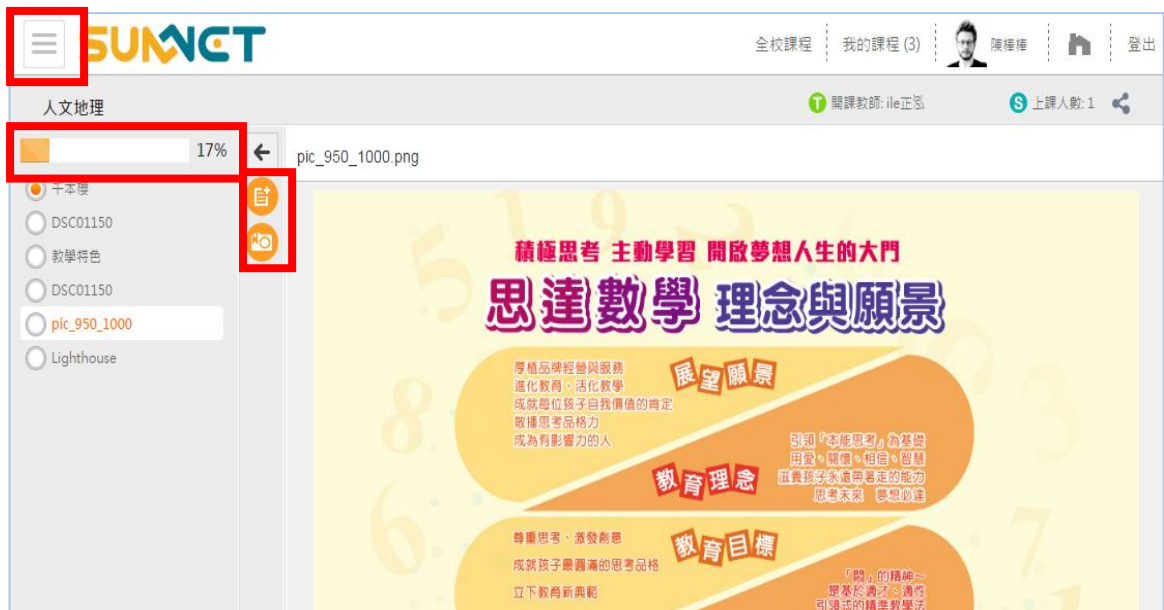 SUNNET
全校課程
我的課程 (3)
陳棒棒
登出
人文地理
開課教師: ile正泓
上課人數: 1
17%
pic_950_1000.png
千本櫻
DSC01150
教學特色
DSC01150
pic_950_1000
Lighthouse
積極思考 主動學習 開啟夢想人生的大門
思達數學 理念與願景
展望願景
厚植品牌經營與服務
進化教育、活化教學
成就每位孩子自我價值的肯定
散播思考品格力
成為有影響力的人
教育理念
引領「本能思考」為基礎
用愛、關懷、相信、智慧
滋養孩子永遠帶著走的能力
思考未來 夢想必達
教育目標
尊重思考、激發創意
成就孩子最圓滿的思考品格
立下教育新典範
「悶」的精神~
是基於適才、適性
引領式的精準教學法